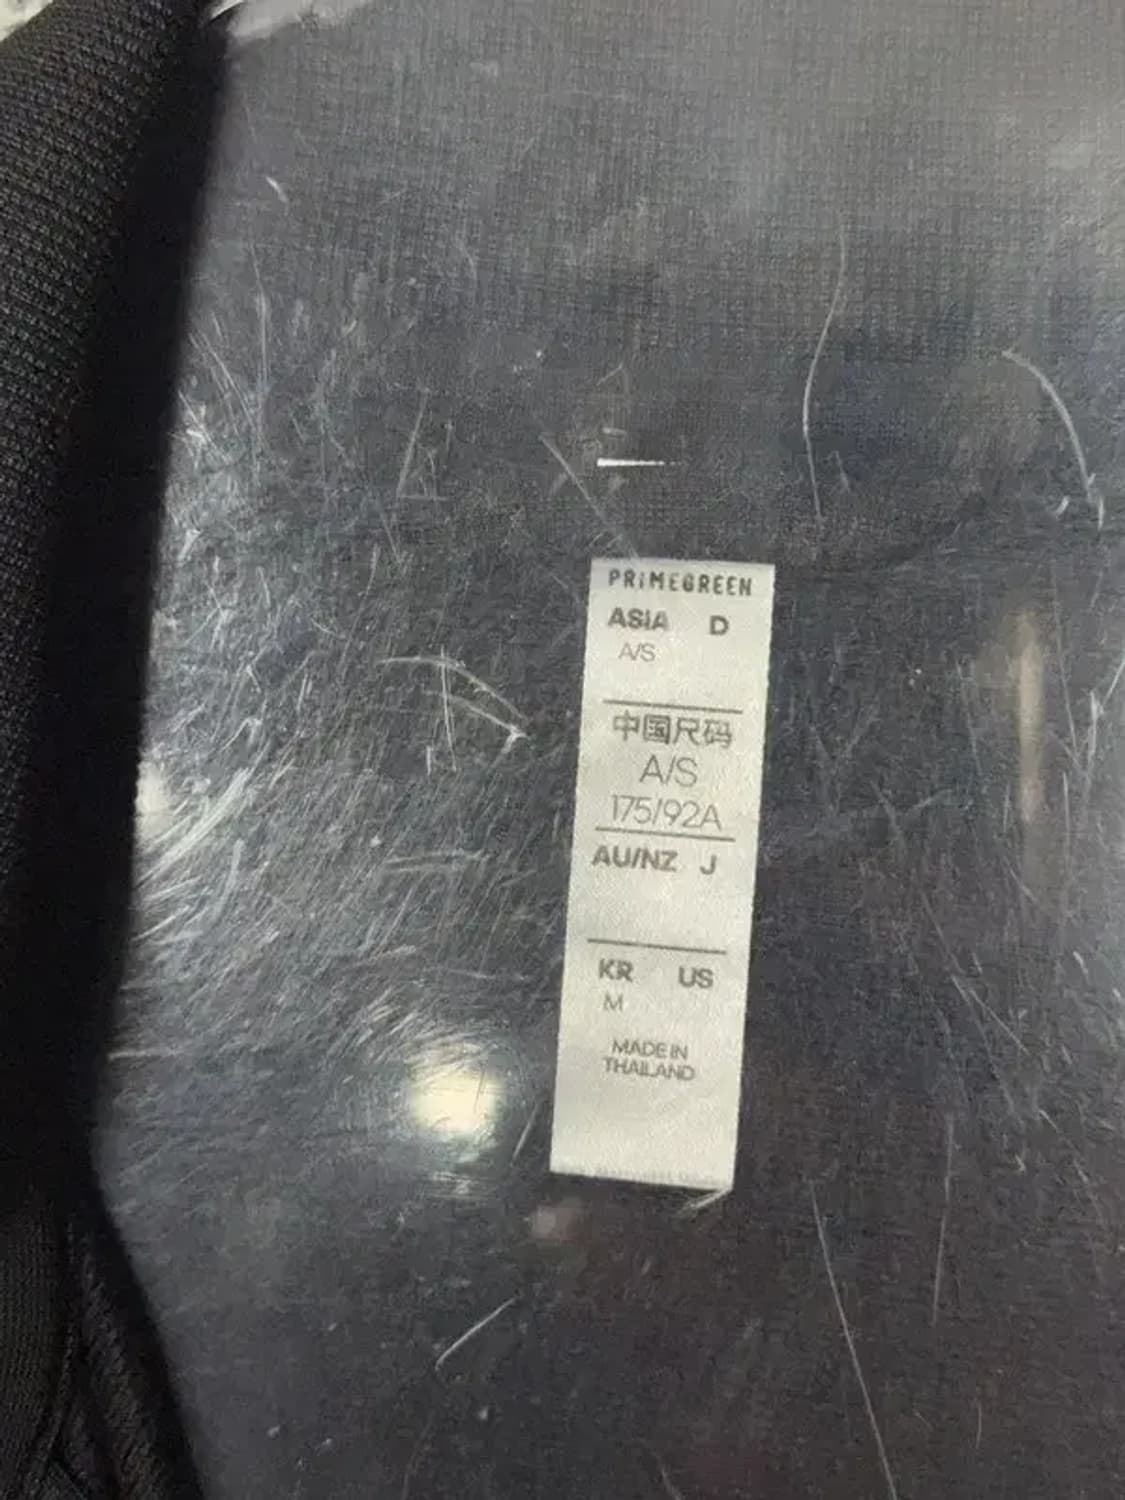 PRIMEGREEN
ASIA D
A/S
中国尺码
A/S
175/92A
AU/NZ J
KR US
M
MADE IN
THAILAND